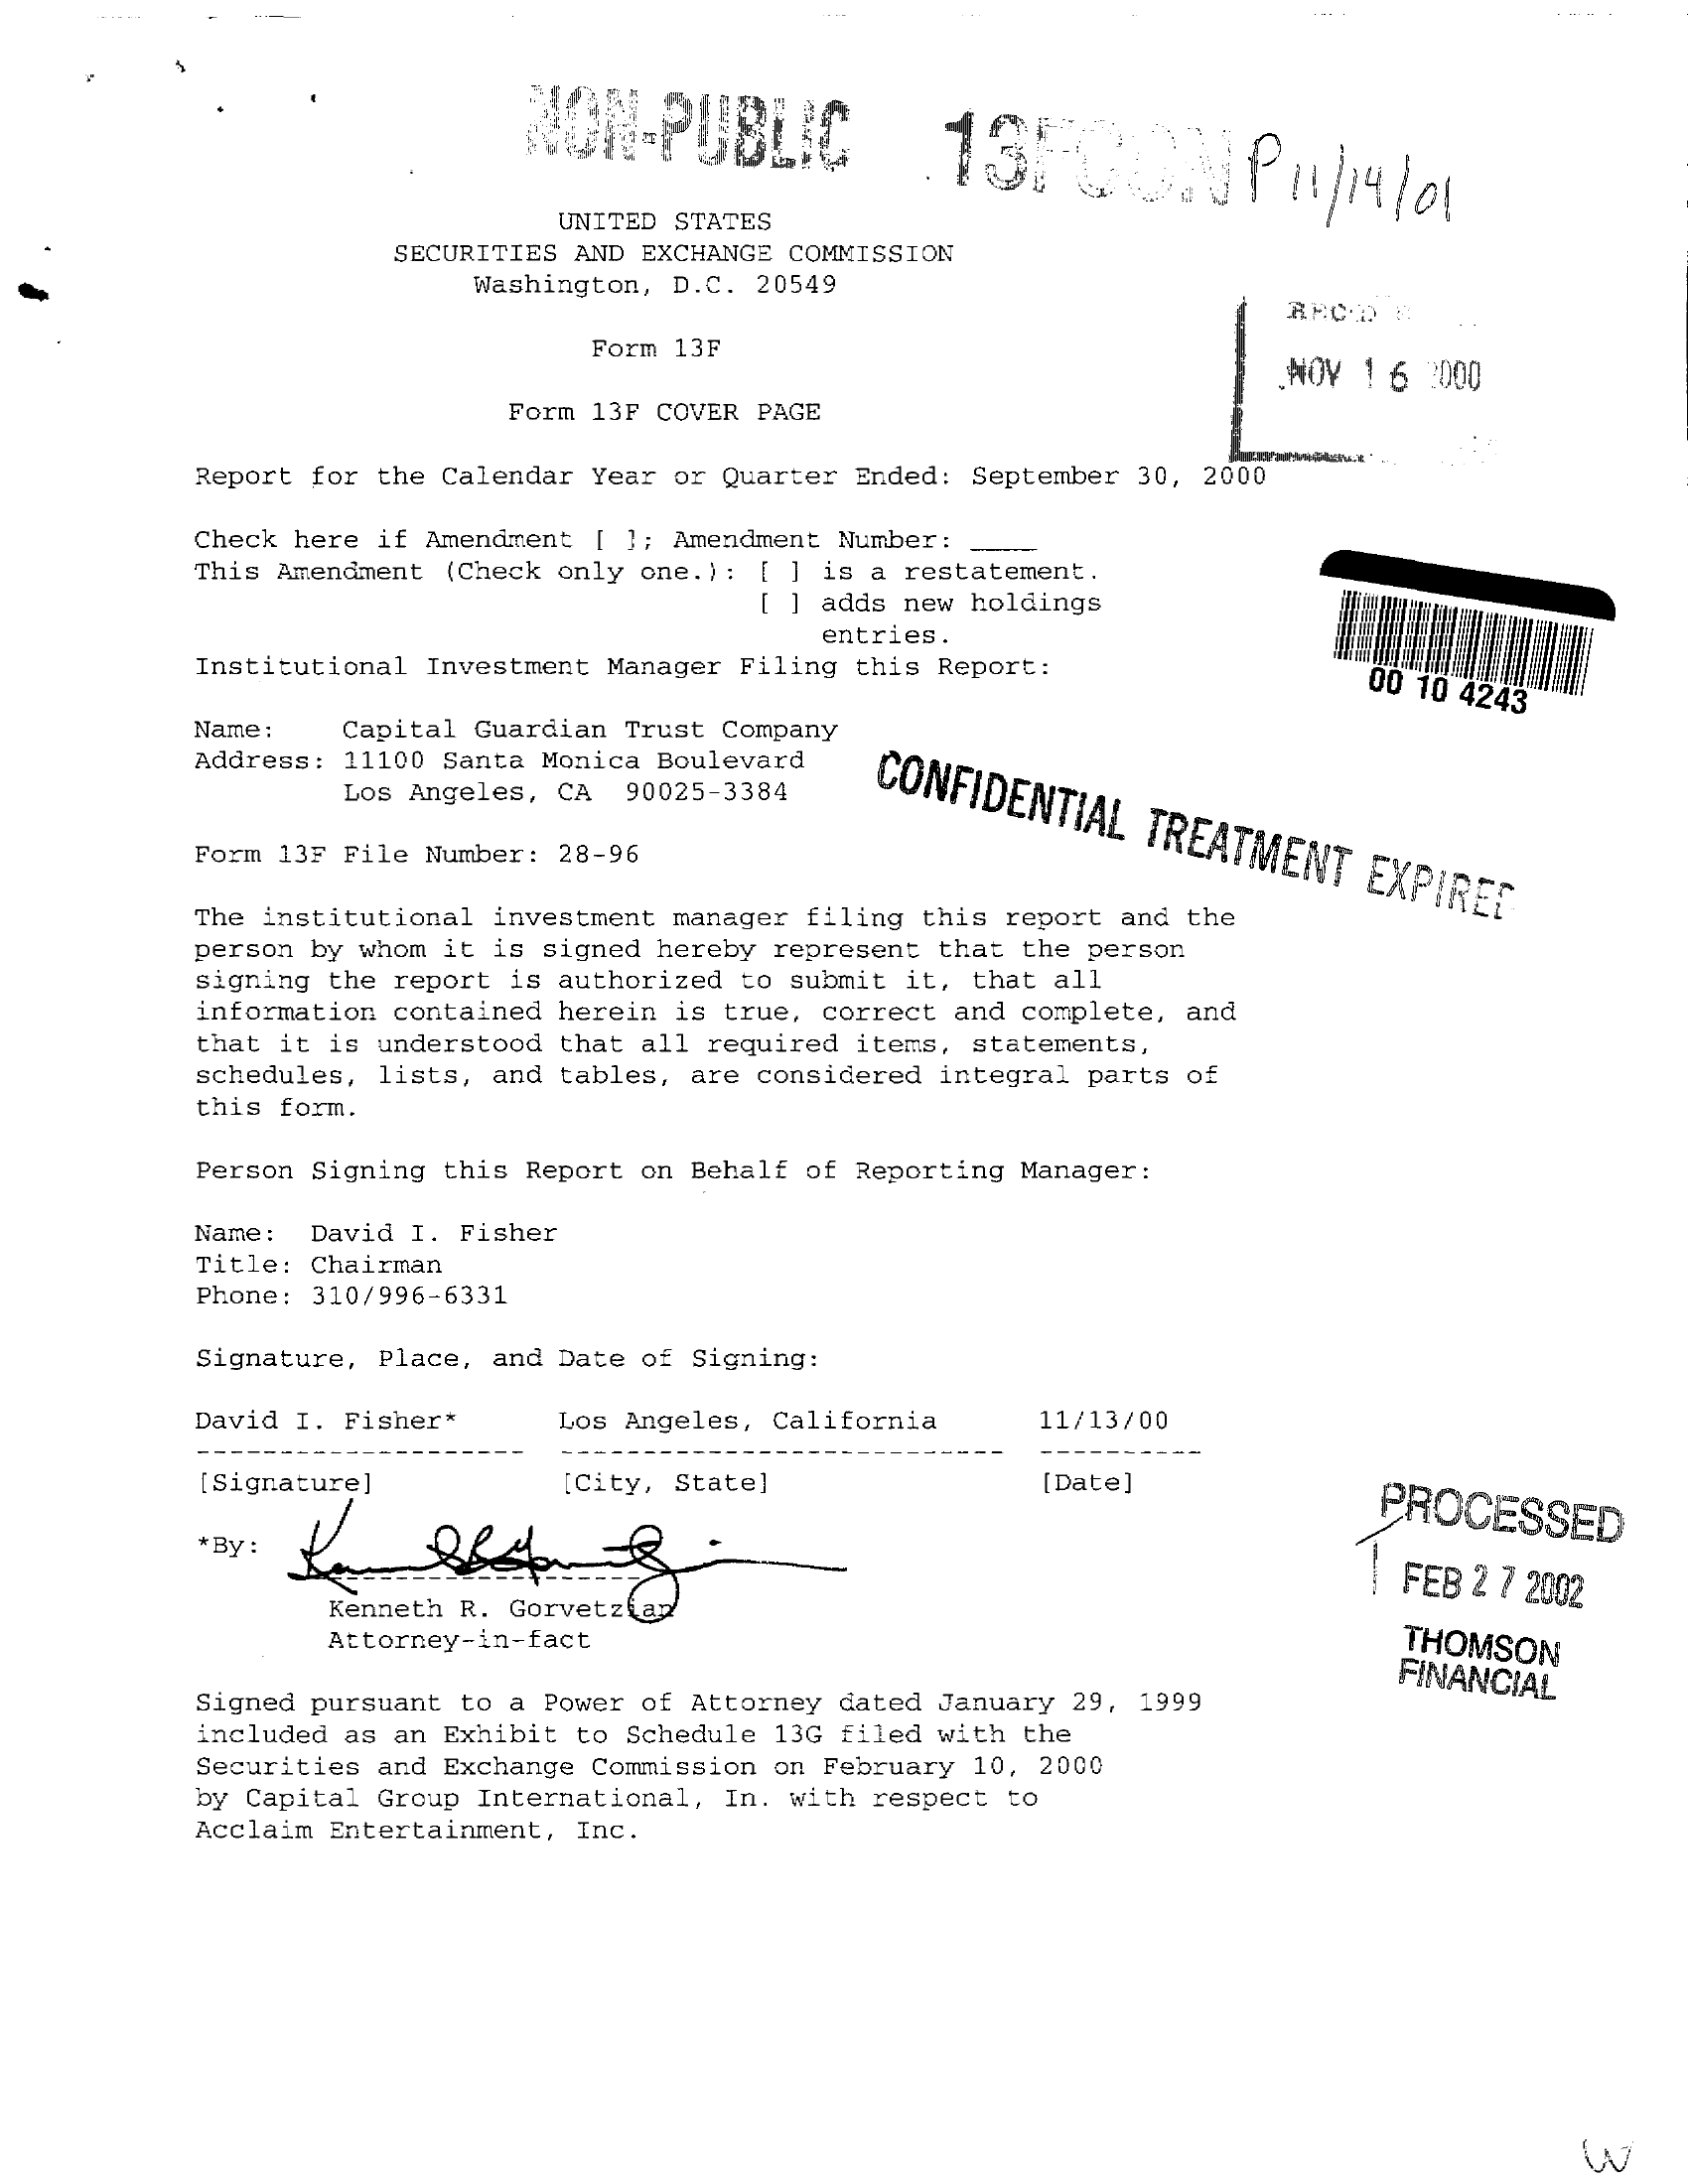 NON-PUBLIC 13FCON P 11/14/01
UNITED STATES
SECURITIES AND EXCHANGE COMMISSION
Washington, D.C. 20549
REC'D
NOV 16 2000
Form 13F
Form 13F COVER PAGE
Report for the Calendar Year or Quarter Ended: September 30, 2000
Check here if Amendment [ ]; Amendment Number: ____
This Amendment (Check only one.): [ ] is a restatement.
[ ] adds new holdings
entries.
Institutional Investment Manager Filing this Report:
00 10 4243
Name: Capital Guardian Trust Company
Address: 11100 Santa Monica Boulevard
Los Angeles, CA 90025-3384
CONFIDENTIAL TREATMENT EXPIRED
Form 13F File Number: 28-96
The institutional investment manager filing this report and the
person by whom it is signed hereby represent that the person
signing the report is authorized to submit it, that all
information contained herein is true, correct and complete, and
that it is understood that all required items, statements,
schedules, lists, and tables, are considered integral parts of
this form.
Person Signing this Report on Behalf of Reporting Manager:
Name: David I. Fisher
Title: Chairman
Phone: 310/996-6331
Signature, Place, and Date of Signing:
David I. Fisher* Los Angeles, California 11/13/00
[Signature] [City, State] [Date]
*By:
Kenneth R. Gorvetzian
Attorney-in-fact
PROCESSED
FEB 27 2002
THOMSON
FINANCIAL
Signed pursuant to a Power of Attorney dated January 29, 1999
included as an Exhibit to Schedule 13G filed with the
Securities and Exchange Commission on February 10, 2000
by Capital Group International, In. with respect to
Acclaim Entertainment, Inc.
W